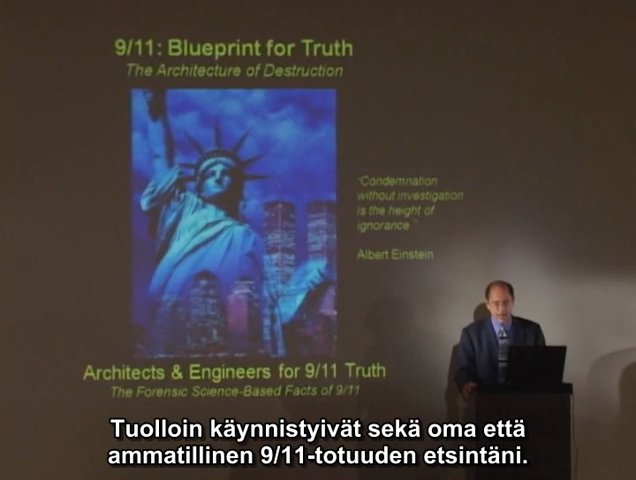 9/11: Blueprint for Truth
The Architecture of Destruction
"Condemnation
without investigation
is the height of
ignorance."
Albert Einstein
Architects & Engineers for 9/11 Truth
The Forensic Science-Based Facts of 9/11
Tuolloin käynnistyivät sekä oma että
ammatillinen 9/11-totuuden etsintäni.